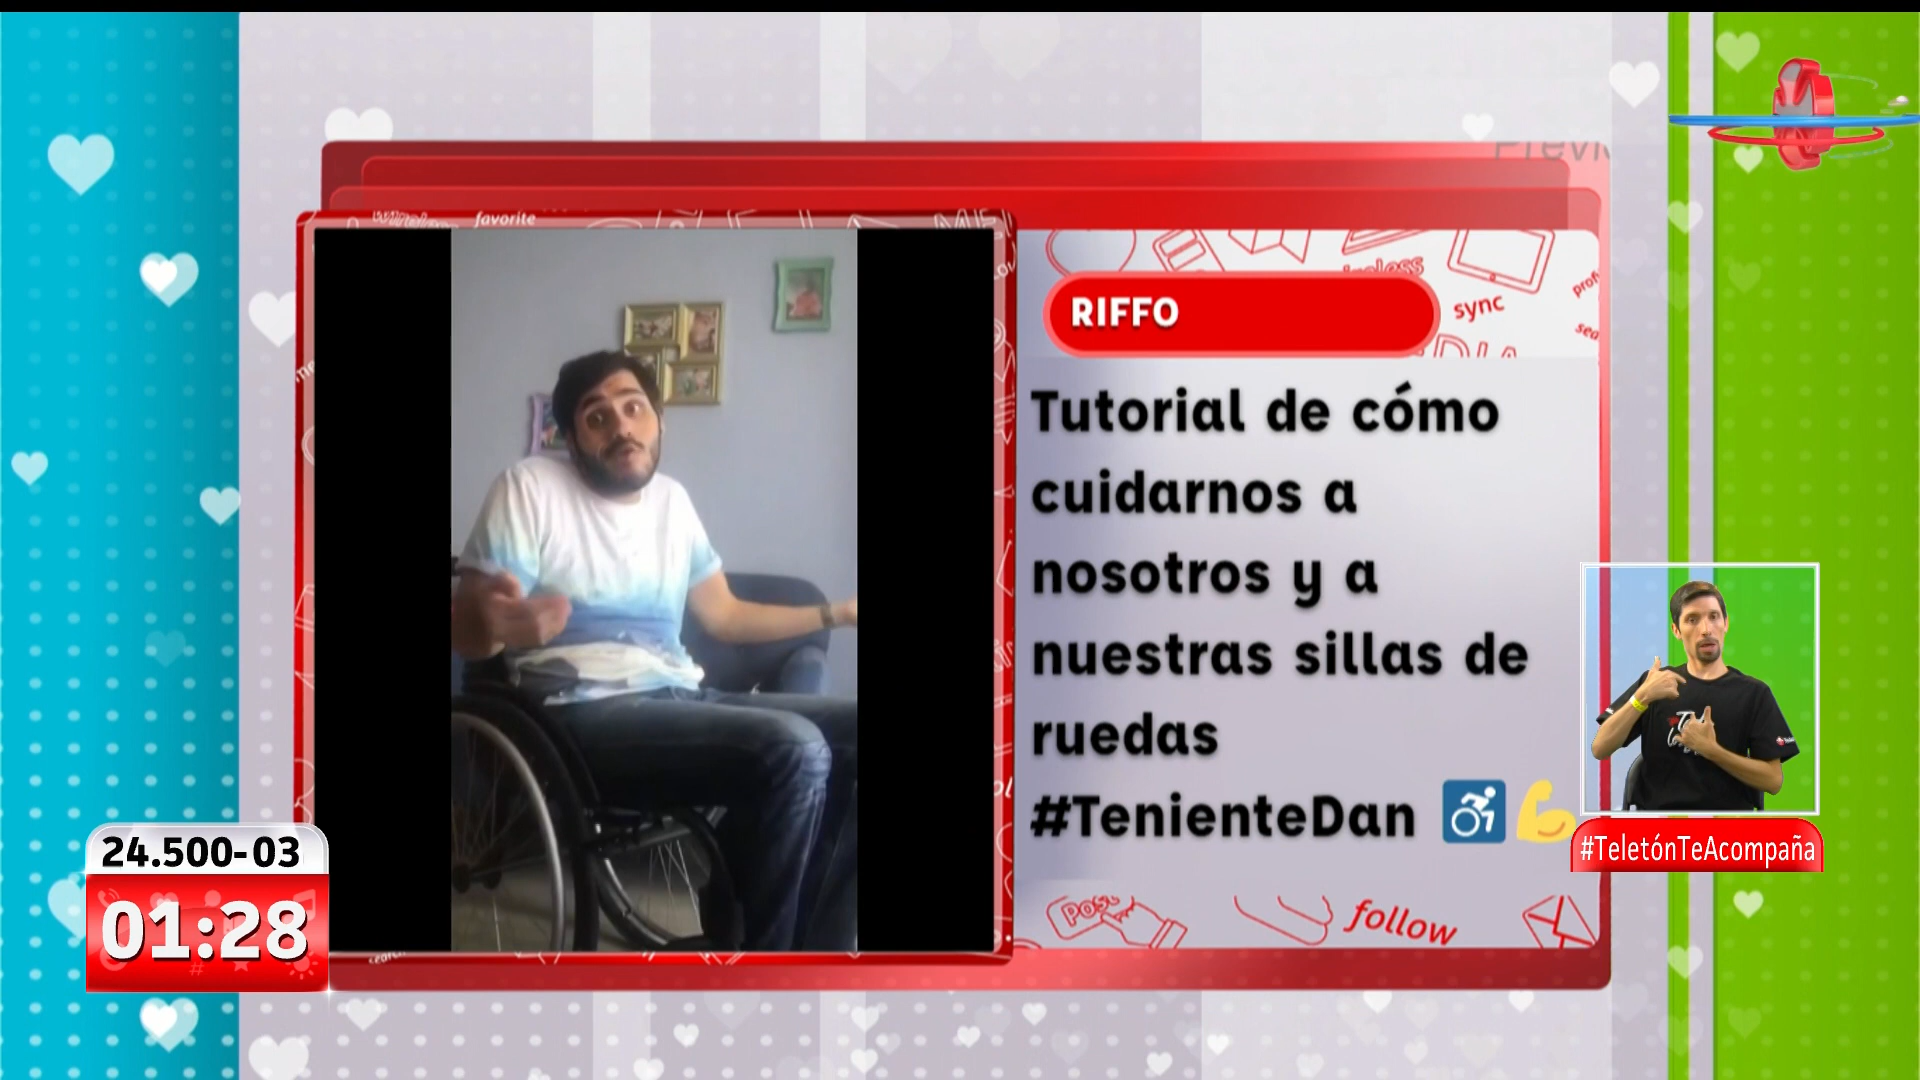 favorite
RIFFO
sync
Tutorial de cómo
cuidarnos a
nosotros y a
nuestras sillas de
ruedas
#TenienteDan
#TeletónTeAcompaña
24.500-03
01:28
Post
follow